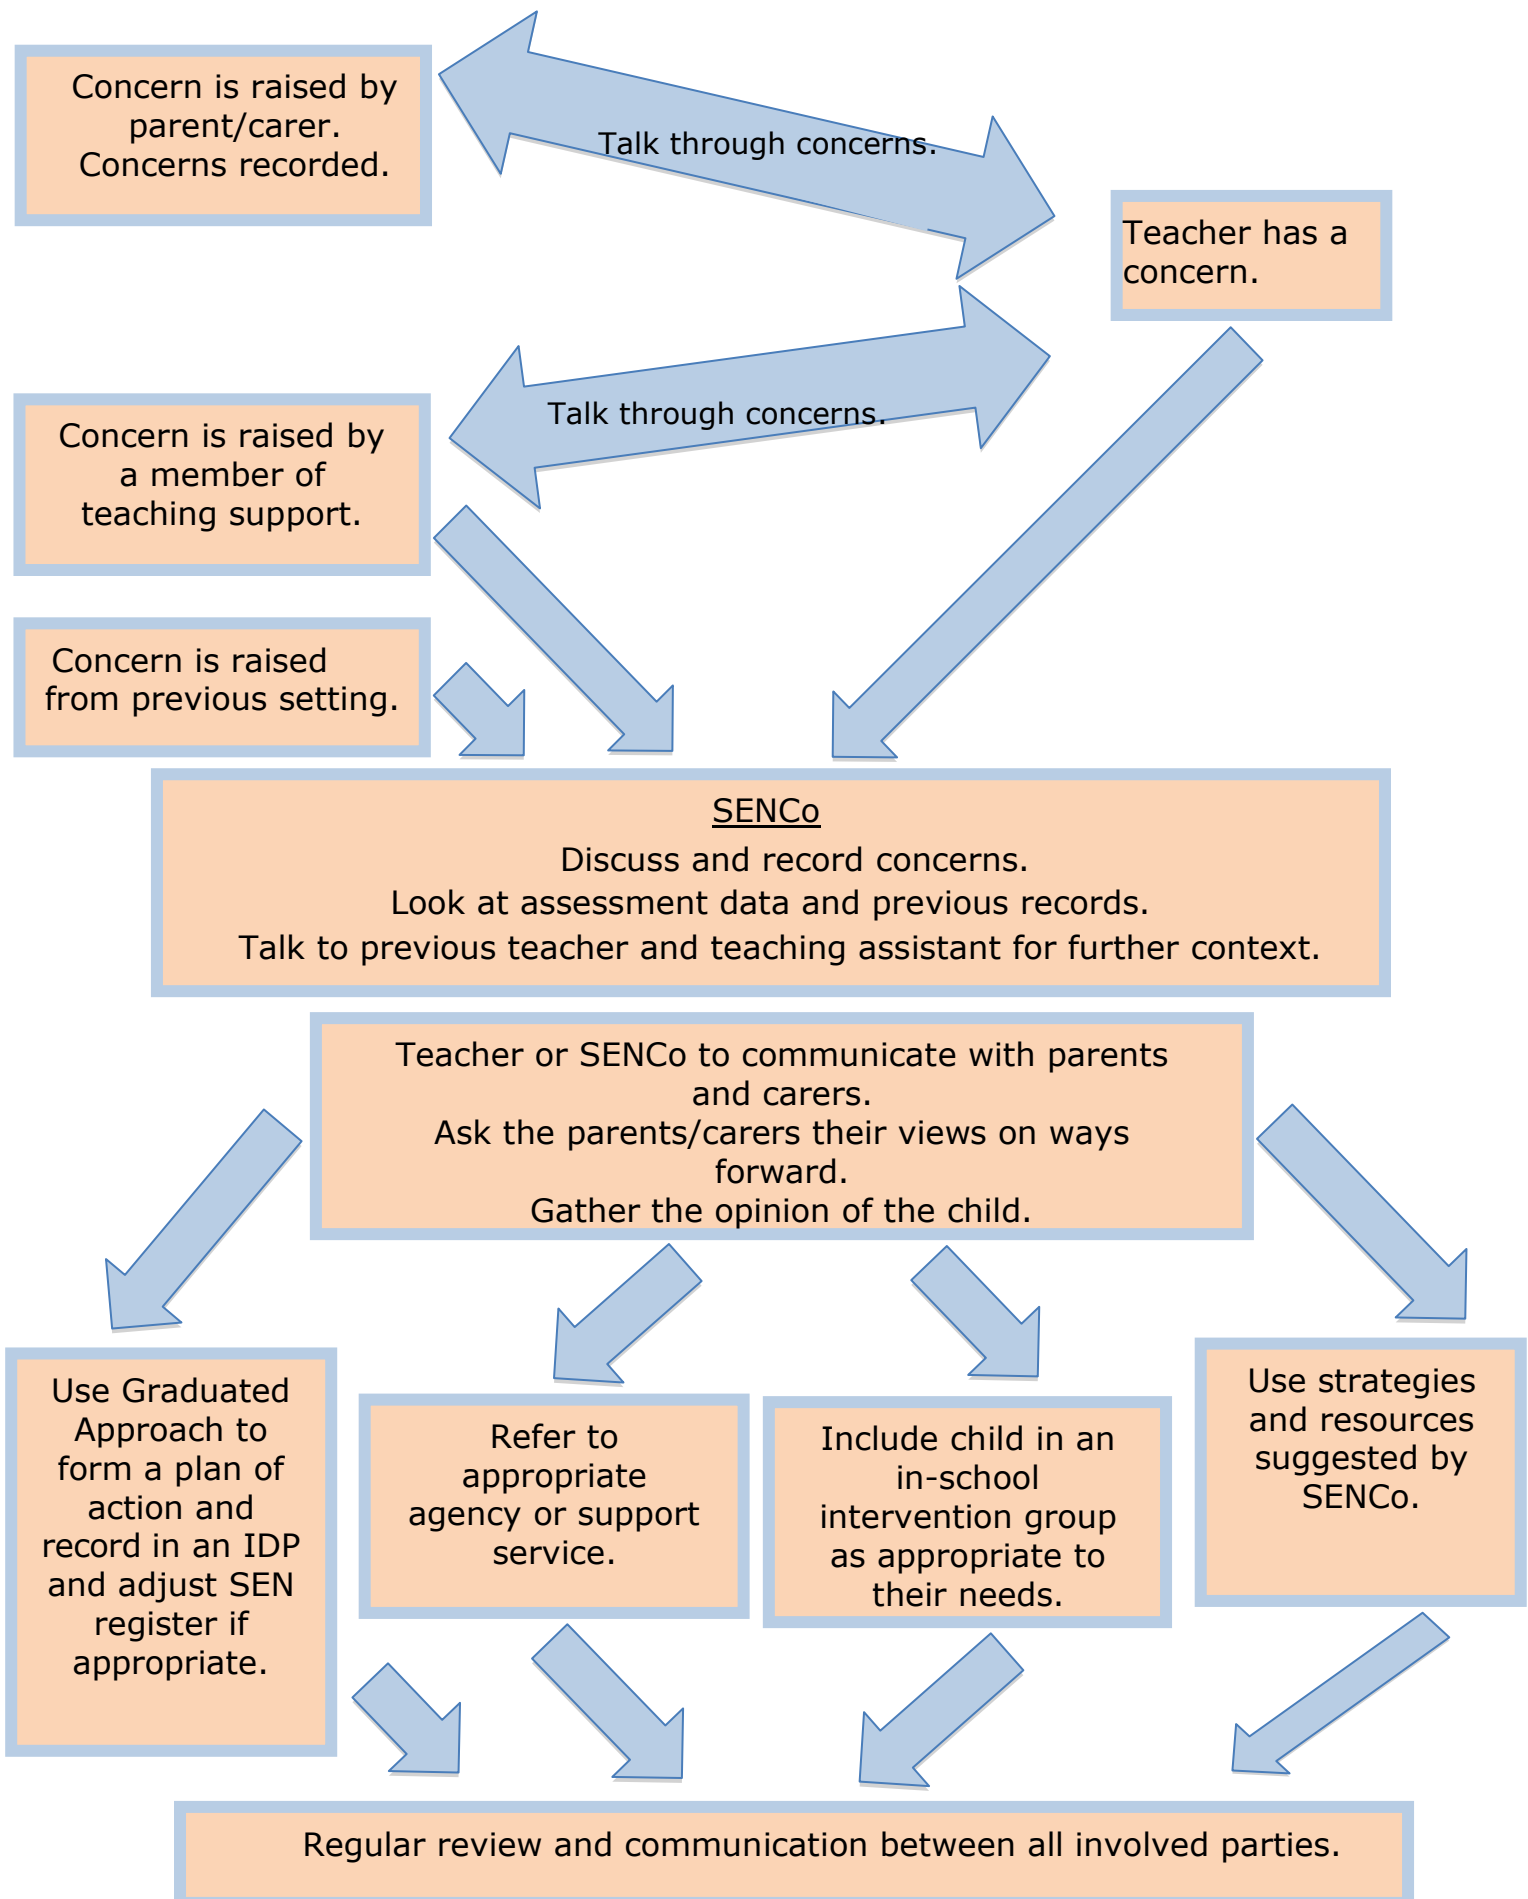 Concern is raised by
parent/carer.
Concerns recorded.
Talk through concerns.
Teacher has a
concern.
Talk through concerns.
Concern is raised by
a member of
teaching support.
Concern is raised
from previous setting.
SENCo
Discuss and record concerns.
Look at assessment data and previous records.
Talk to previous teacher and teaching assistant for further context.
Teacher or SENCo to communicate with parents
and carers.
Ask the parents/carers their views on ways
forward.
Gather the opinion of the child.
Use Graduated
Approach to
form a plan of
action and
record in an IDP
and adjust SEN
register if
appropriate.
Refer to
appropriate
agency or support
service.
Include child in an
in-school
intervention group
as appropriate to
their needs.
Use strategies
and resources
suggested by
SENCo.
Regular review and communication between all involved parties.